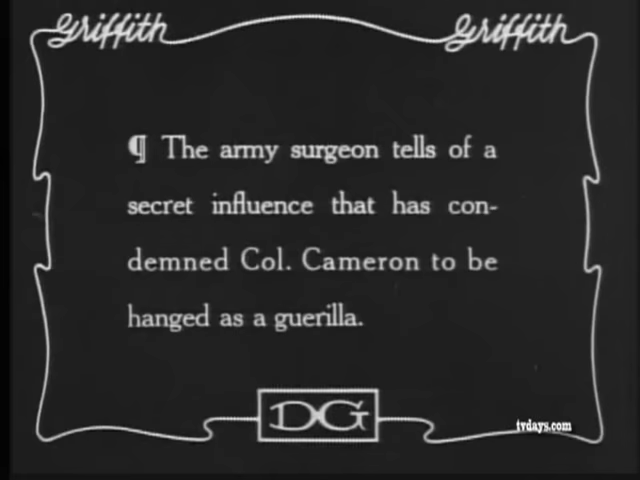 Griffith Griffith
¶ The army surgeon tells of a
secret influence that has con-
demned Col. Cameron to be
hanged as a guerilla.
DG
tvdays.com